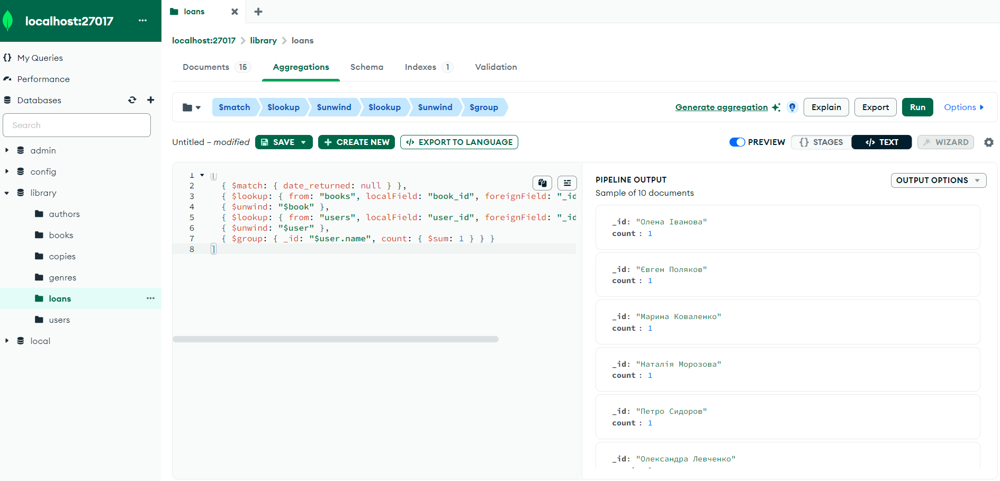 localhost:27017
My Queries
Performance
Databases
Search
admin
config
library
authors
books
copies
genres
loans
users
local
loans
localhost:27017 library loans
Documents 15 Aggregations Schema Indexes 1 Validation
$match $lookup $unwind $lookup $unwind $group
Generate aggregation Explain Export Run Options
Untitled – modified SAVE CREATE NEW </> EXPORT TO LANGUAGE PREVIEW {} STAGES </> TEXT WIZARD
1 [
2 { $match: { date_returned: null } },
3 { $lookup: { from: "books", localField: "book_id", foreignField: "_id
4 { $unwind: "$book" },
5 { $lookup: { from: "users", localField: "user_id", foreignField: "_id
6 { $unwind: "$user" },
7 { $group: { _id: "$user.name", count: { $sum: 1 } } }
8 ]
PIPELINE OUTPUT
Sample of 10 documents
OUTPUT OPTIONS
_id: "Олена Іванова"
count : 1
_id: "Євген Поляков"
count : 1
_id: "Марина Коваленко"
count : 1
_id: "Наталія Морозова"
count : 1
_id: "Петро Сидоров"
count : 1
_id: "Олександра Левченко"